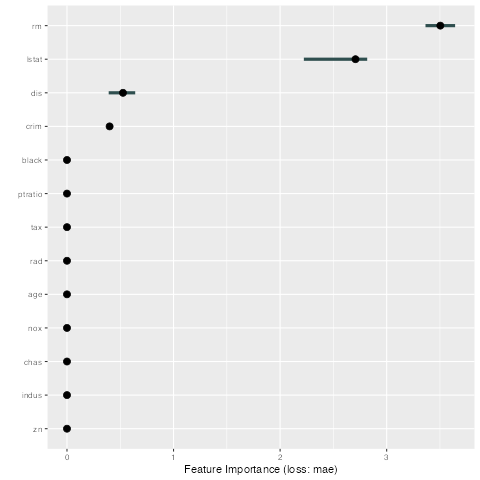 rm
lstat
dis
crim
black
ptratio
tax
rad
age
nox
chas
indus
zn
0 1 2 3
Feature Importance (loss: mae)